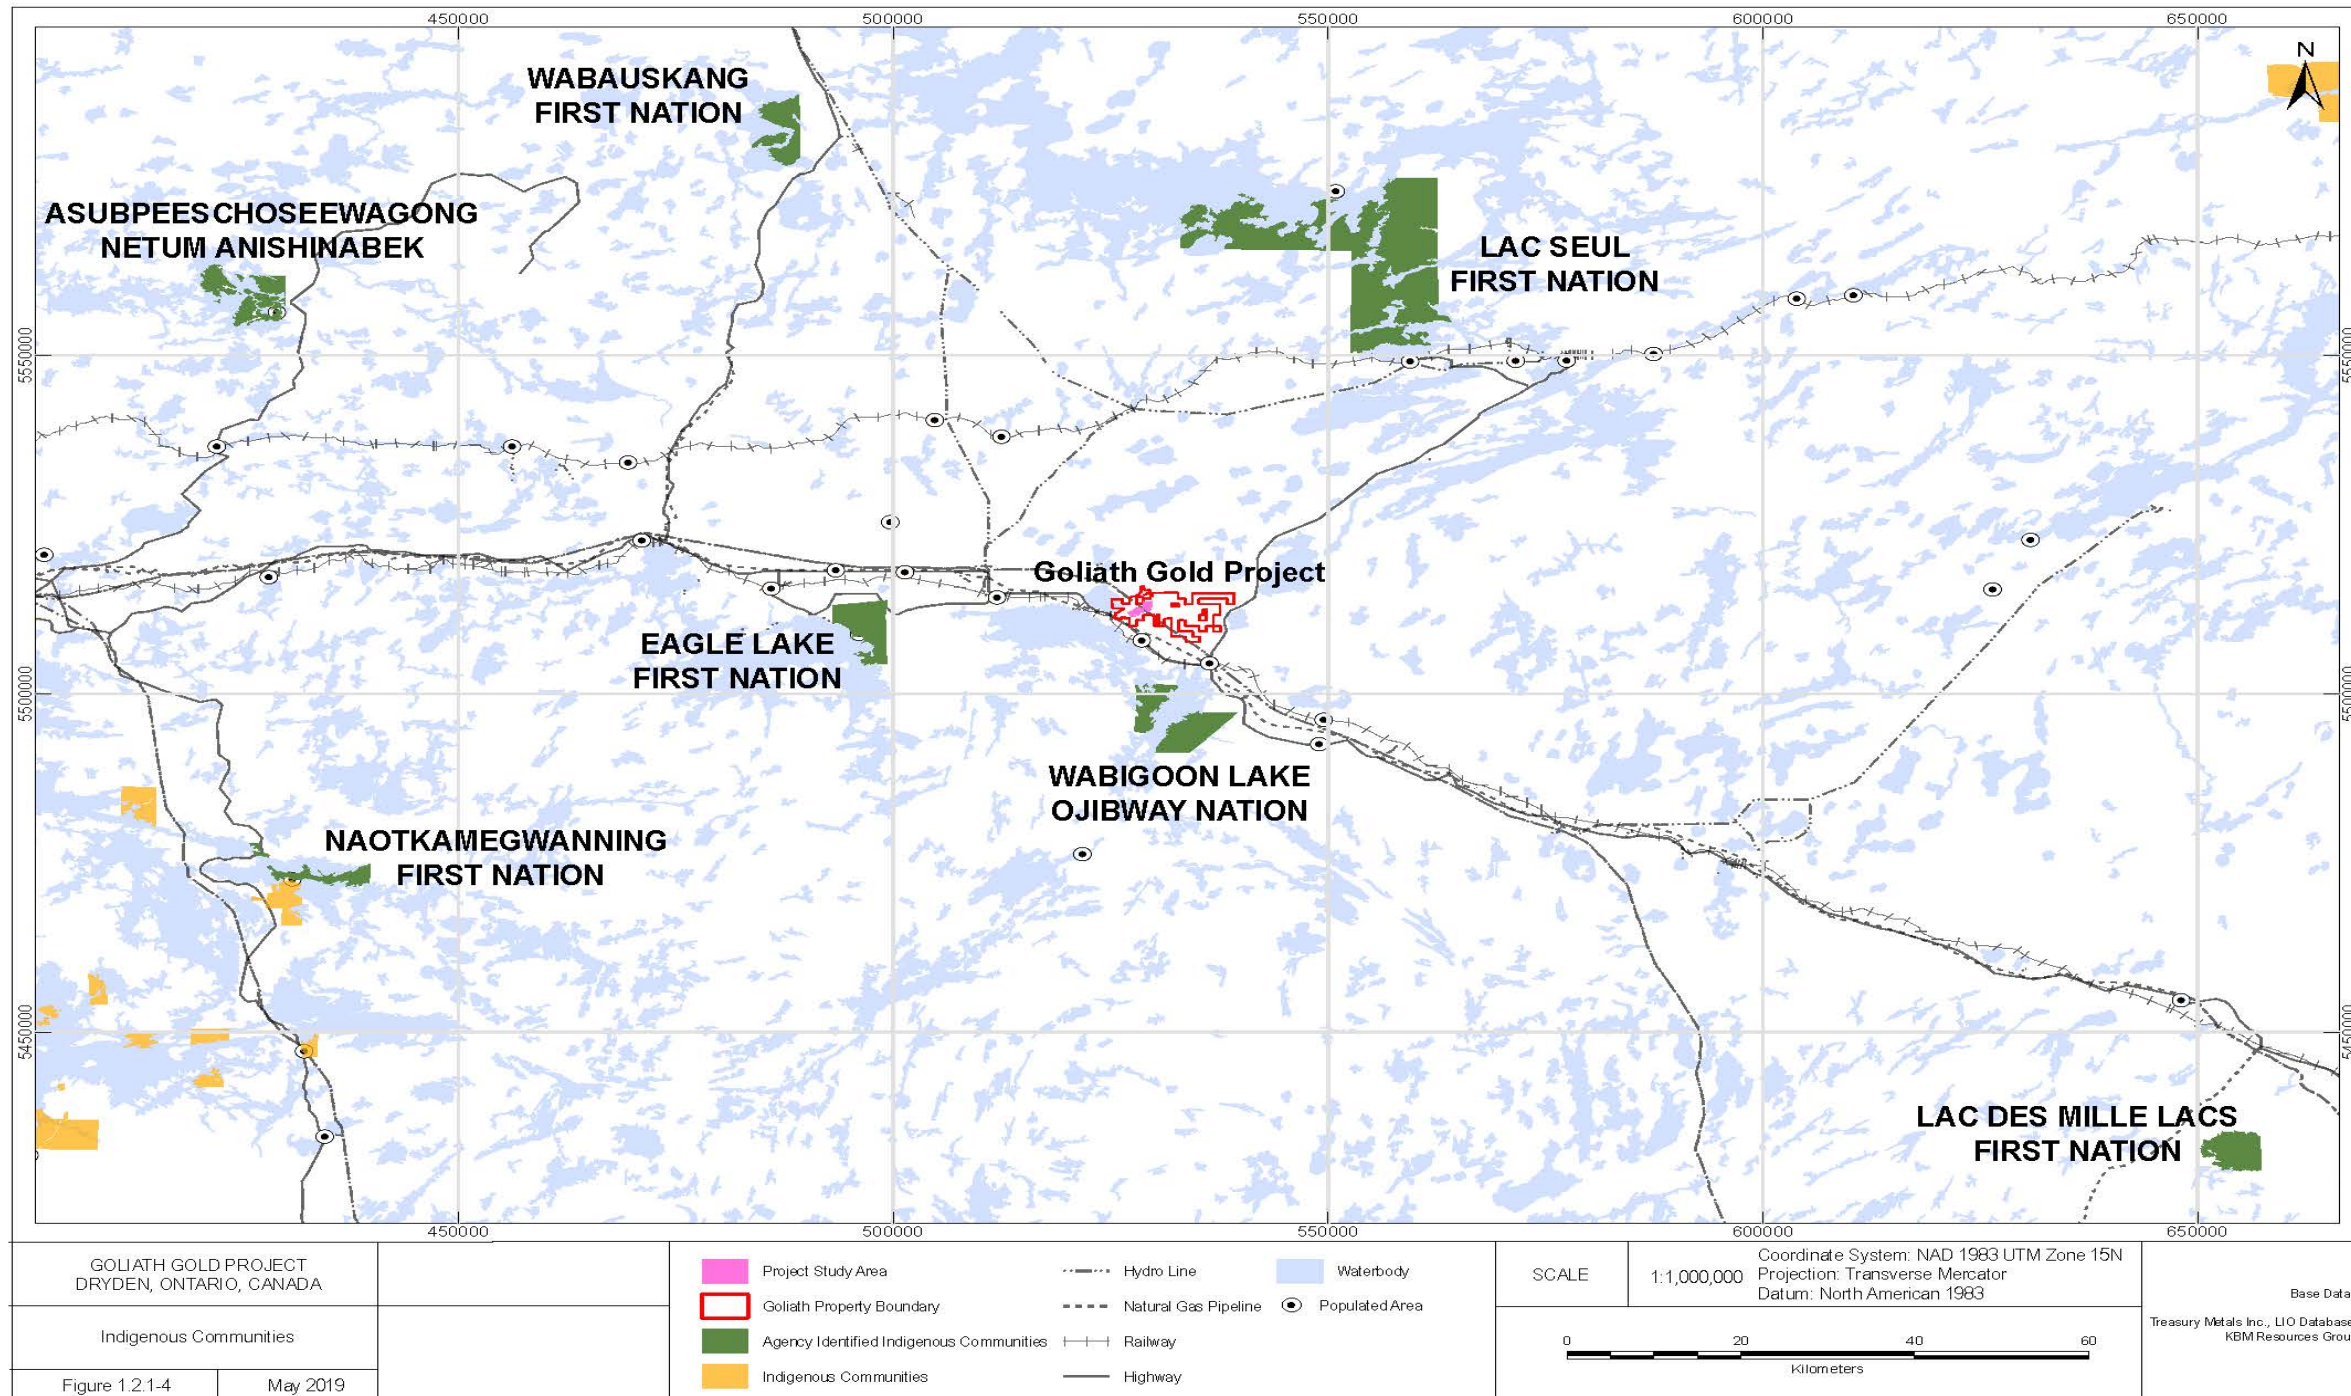 450000
500000
550000
600000
650000
N
WABAUSKANG
FIRST NATION
ASUBPEESCHOSEEWAGONG
NETUM ANISHINABEK
LAC SEUL
FIRST NATION
5550000
5550000
Goliath Gold Project
EAGLE LAKE
FIRST NATION
5500000
5500000
WABIGOON LAKE
OJIBWAY NATION
NAOTKAMEGWANNING
FIRST NATION
5450000
5450000
LAC DES MILLE LACS
FIRST NATION
450000
500000
550000
600000
650000
GOLIATH GOLD PROJECT
DRYDEN, ONTARIO, CANADA
Indigenous Communities
Figure 1.2.1-4
May 2019
Project Study Area
Goliath Property Boundary
Agency Identified Indigenous Communities
Indigenous Communities
Hydro Line
Natural Gas Pipeline
Railway
Highway
Waterbody
Populated Area
SCALE
1:1,000,000
Coordinate System: NAD 1983 UTM Zone 15N
Projection: Transverse Mercator
Datum: North American 1983
0 20 40 60
Kilometers
Base Data
Treasury Metals Inc., LIO Database
KBM Resources Grou